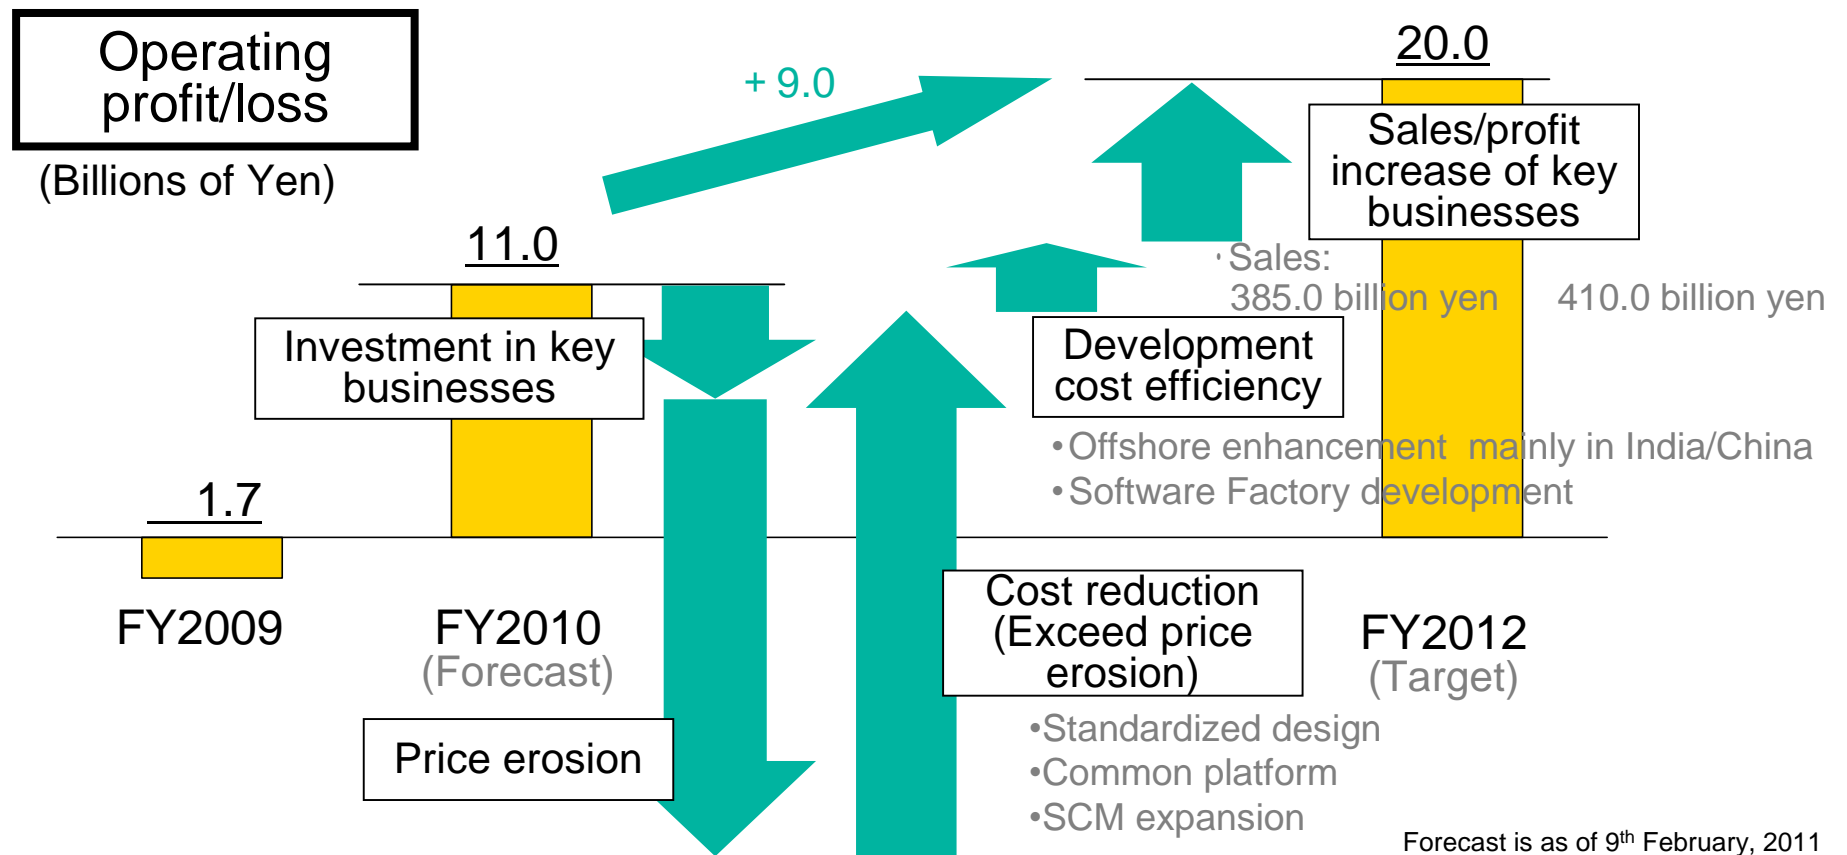 Operating
profit/loss
(Billions of Yen)
+ 9.0
20.0
Sales/profit
increase of key
businesses
Sales:
385.0 billion yen 410.0 billion yen
11.0
Investment in key
businesses
Development
cost efficiency
•Offshore enhancement mainly in India/China
•Software Factory development
1.7
FY2009
FY2010
(Forecast)
Cost reduction
(Exceed price
erosion)
FY2012
(Target)
Price erosion
•Standardized design
•Common platform
•SCM expansion
Forecast is as of 9th February, 2011